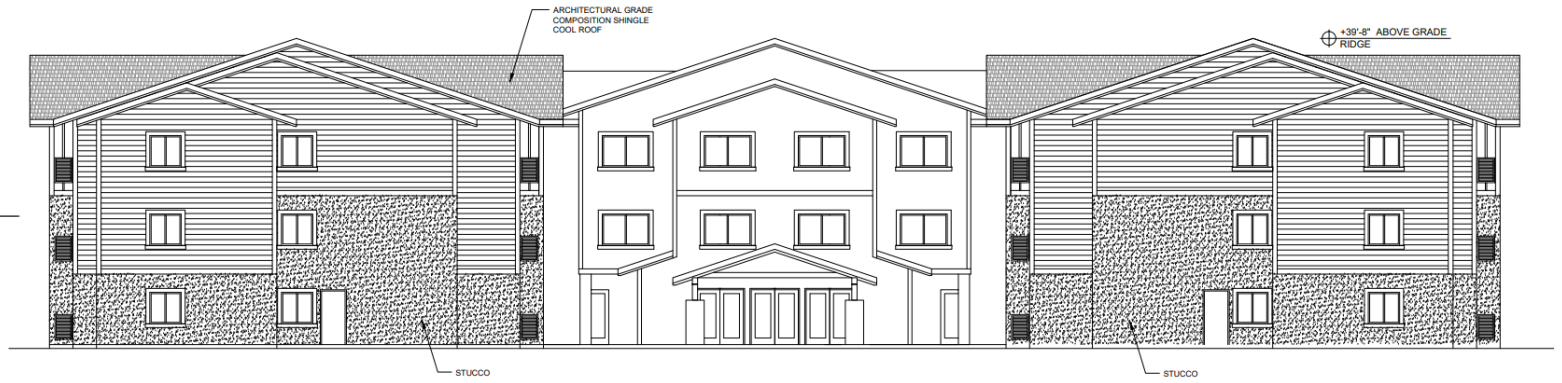 ARCHITECTURAL GRADE
COMPOSITION SHINGLE
COOL ROOF
+39'-8" ABOVE GRADE
RIDGE
STUCCO
STUCCO